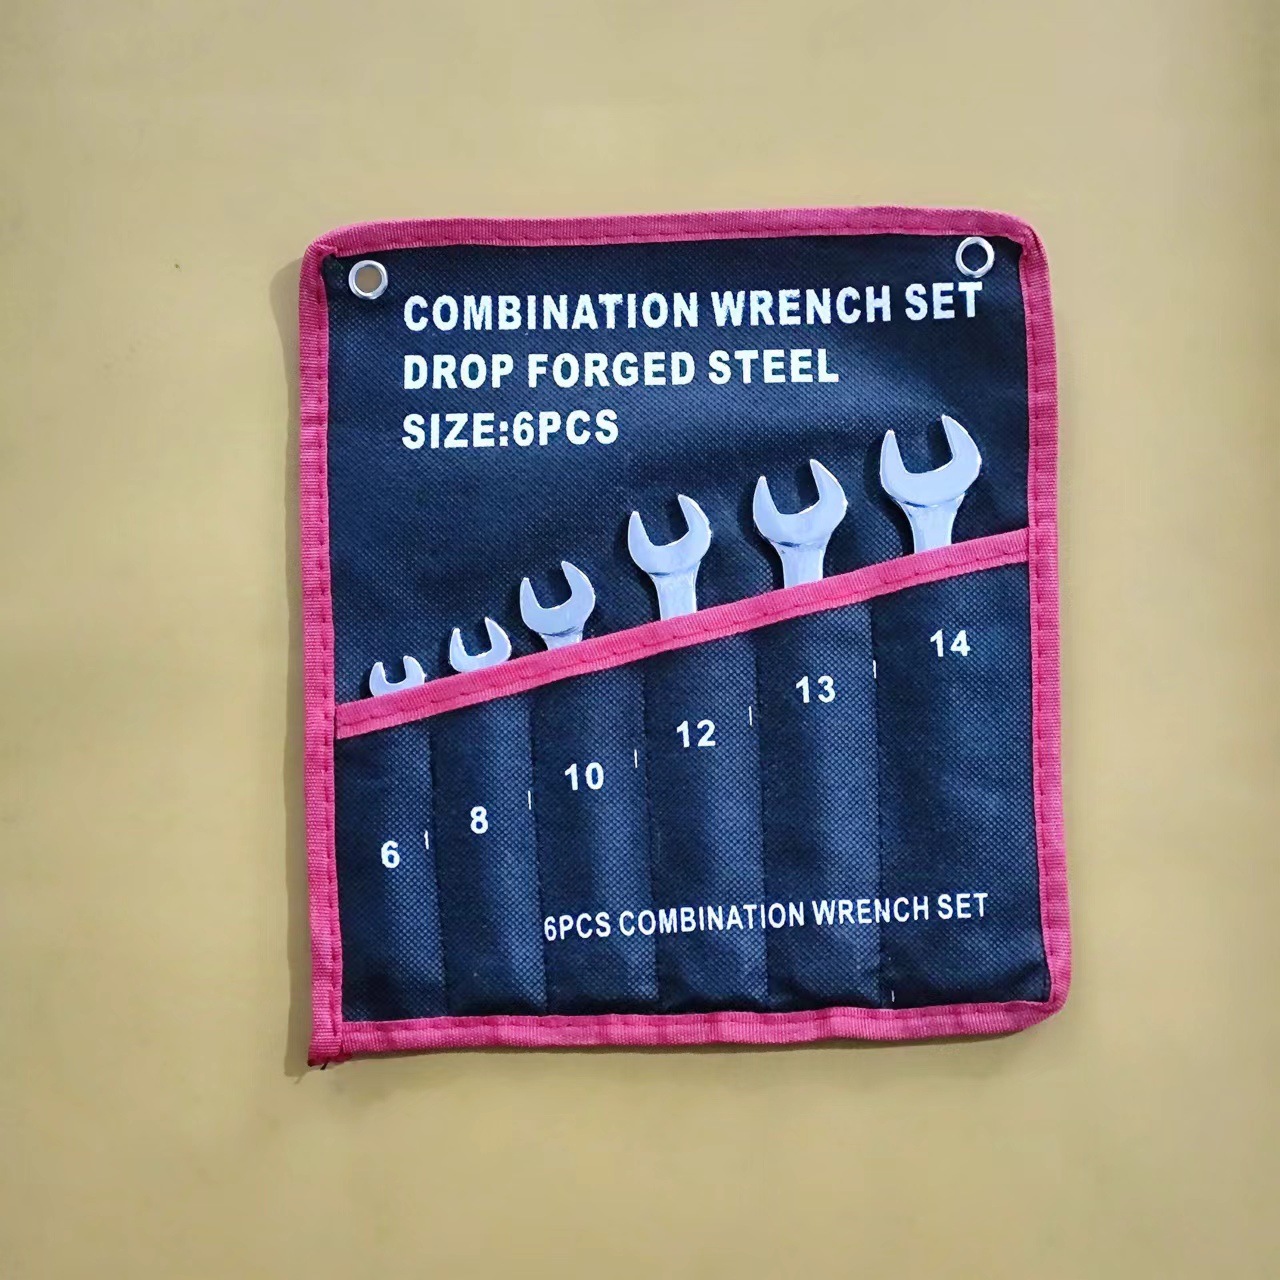 COMBINATION WRENCH SET
DROP FORGED STEEL
SIZE:6PCS
14
13
12
10
8
6
6PCS COMBINATION WRENCH SET